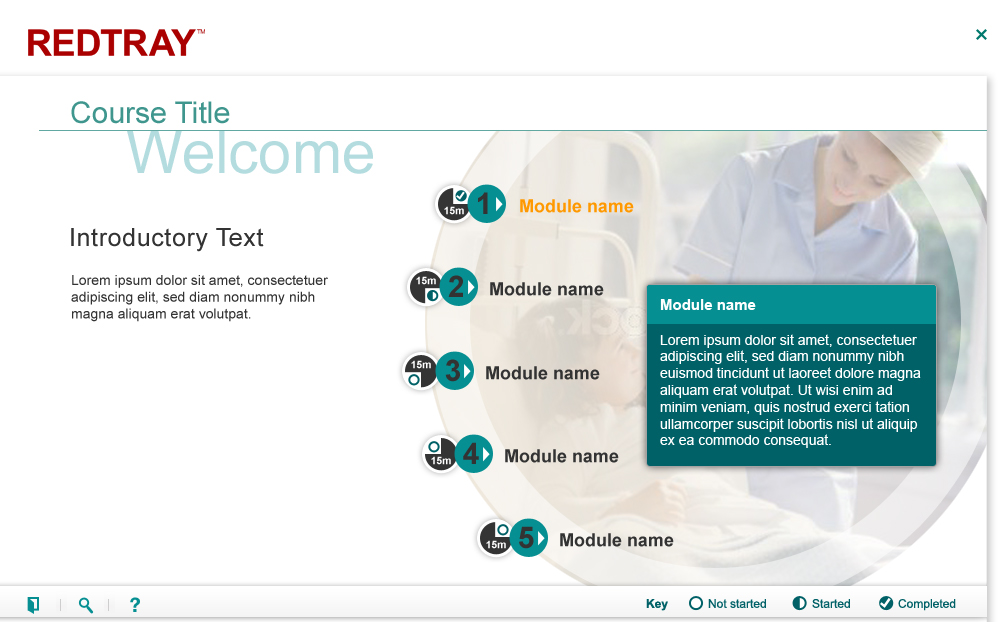 REDTRAY™
Course Title
Welcome
15m 1 Module name
Introductory Text
Lorem ipsum dolor sit amet, consectetuer
adipiscing elit, sed diam nonummy nibh
magna aliquam erat volutpat.
15m 2 Module name
15m 3 Module name
15m 4 Module name
15m 5 Module name
Module name
Lorem ipsum dolor sit amet, consectetuer
adipiscing elit, sed diam nonummy nibh
euismod tincidunt ut laoreet dolore magna
aliquam erat volutpat. Ut wisi enim ad
minim veniam, quis nostrud exerci tation
ullamcorper suscipit lobortis nisl ut aliquip
ex ea commodo consequat.
? Key Not started Started Completed